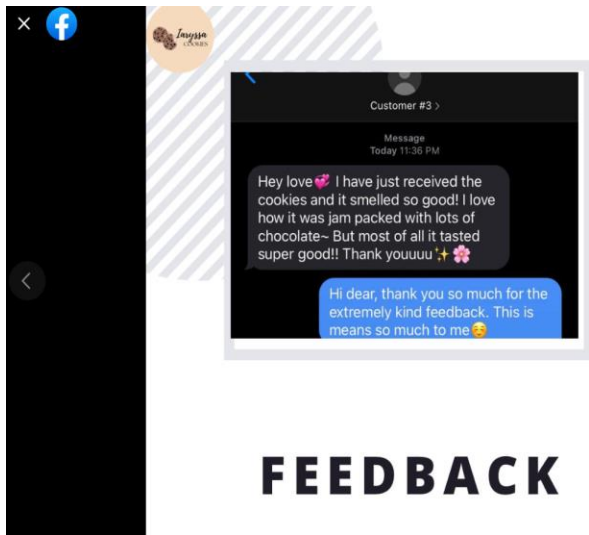 Iaryssa
COOKIES
Customer #3 >
Message
Today 11:36 PM
Hey love💞 I have just received the
cookies and it smelled so good! I love
how it was jam packed with lots of
chocolate~ But most of all it tasted
super good!! Thank youuuu✨🌸
Hi dear, thank you so much for the
extremely kind feedback. This is
means so much to me☺️
FEEDBACK